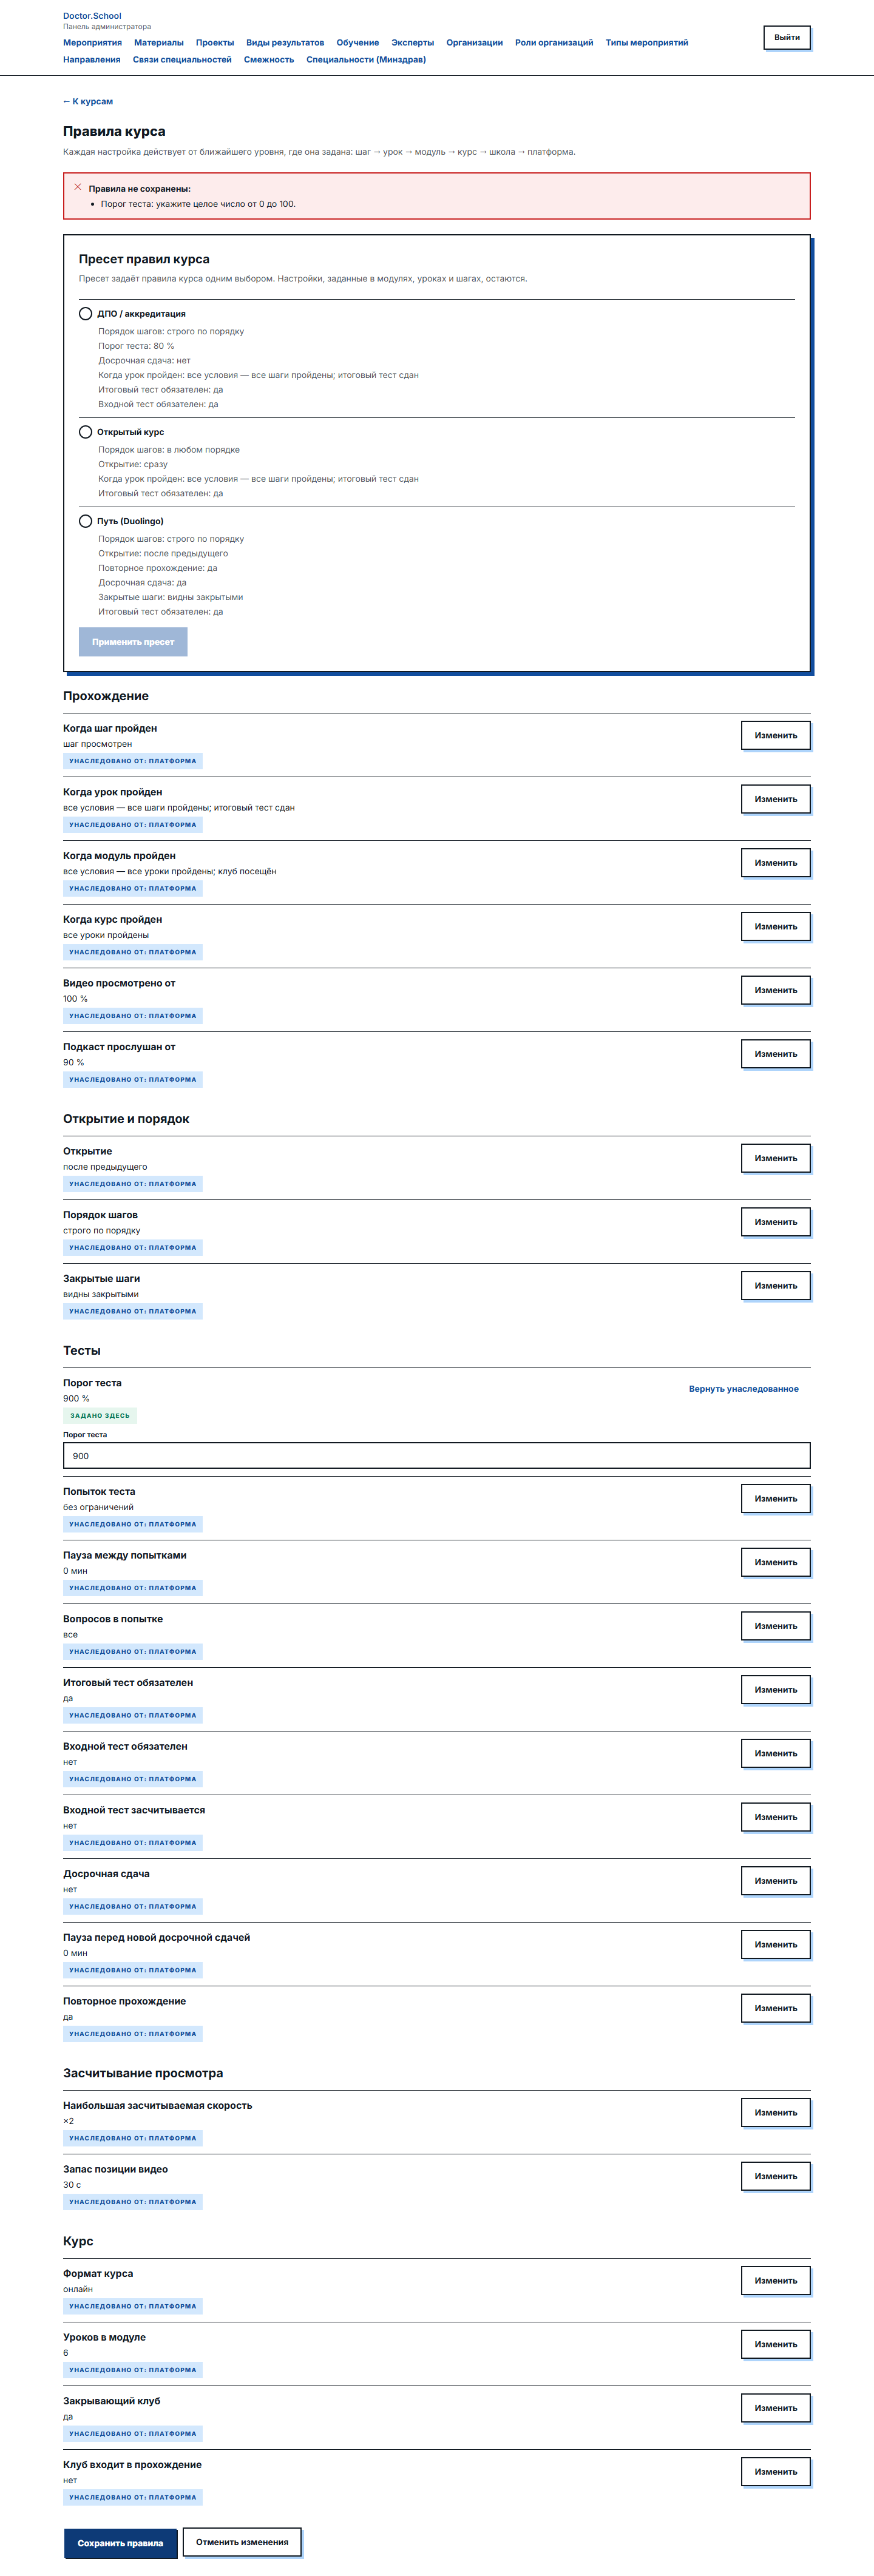 Doctor.School
Панель администратора
Мероприятия Материалы Проекты Виды результатов Обучение Эксперты Организации Роли организаций Типы мероприятий
Направления Связи специальностей Смежность Специальности (Минздрав)
Выйти
← К курсам
Правила курса
Каждая настройка действует от ближайшего уровня, где она задана: шаг → урок → модуль → курс → школа → платформа.
Правила не сохранены:
• Порог теста: укажите целое число от 0 до 100.
Пресет правил курса
Пресет задаёт правила курса одним выбором. Настройки, заданные в модулях, уроках и шагах, остаются.
ДПО / аккредитация
Порядок шагов: строго по порядку
Порог теста: 80 %
Досрочная сдача: нет
Когда урок пройден: все условия — все шаги пройдены; итоговый тест сдан
Итоговый тест обязателен: да
Входной тест обязателен: да
Открытый курс
Порядок шагов: в любом порядке
Открытие: сразу
Когда урок пройден: все условия — все шаги пройдены; итоговый тест сдан
Итоговый тест обязателен: да
Путь (Duolingo)
Порядок шагов: строго по порядку
Открытие: после предыдущего
Повторное прохождение: да
Досрочная сдача: да
Закрытые шаги: видны закрытыми
Итоговый тест обязателен: да
Применить пресет
Прохождение
Когда шаг пройден
шаг просмотрен
УНАСЛЕДОВАНО ОТ: ПЛАТФОРМА
Изменить
Когда урок пройден
все условия — все шаги пройдены; итоговый тест сдан
УНАСЛЕДОВАНО ОТ: ПЛАТФОРМА
Изменить
Когда модуль пройден
все условия — все уроки пройдены; клуб посещён
УНАСЛЕДОВАНО ОТ: ПЛАТФОРМА
Изменить
Когда курс пройден
все уроки пройдены
УНАСЛЕДОВАНО ОТ: ПЛАТФОРМА
Изменить
Видео просмотрено от
100 %
УНАСЛЕДОВАНО ОТ: ПЛАТФОРМА
Изменить
Подкаст прослушан от
90 %
УНАСЛЕДОВАНО ОТ: ПЛАТФОРМА
Изменить
Открытие и порядок
Открытие
после предыдущего
УНАСЛЕДОВАНО ОТ: ПЛАТФОРМА
Изменить
Порядок шагов
строго по порядку
УНАСЛЕДОВАНО ОТ: ПЛАТФОРМА
Изменить
Закрытые шаги
видны закрытыми
УНАСЛЕДОВАНО ОТ: ПЛАТФОРМА
Изменить
Тесты
Порог теста
900 %
ЗАДАНО ЗДЕСЬ
Вернуть унаследованное
Порог теста
900
Попыток теста
без ограничений
УНАСЛЕДОВАНО ОТ: ПЛАТФОРМА
Изменить
Пауза между попытками
0 мин
УНАСЛЕДОВАНО ОТ: ПЛАТФОРМА
Изменить
Вопросов в попытке
все
УНАСЛЕДОВАНО ОТ: ПЛАТФОРМА
Изменить
Итоговый тест обязателен
да
УНАСЛЕДОВАНО ОТ: ПЛАТФОРМА
Изменить
Входной тест обязателен
нет
УНАСЛЕДОВАНО ОТ: ПЛАТФОРМА
Изменить
Входной тест засчитывается
нет
УНАСЛЕДОВАНО ОТ: ПЛАТФОРМА
Изменить
Досрочная сдача
нет
УНАСЛЕДОВАНО ОТ: ПЛАТФОРМА
Изменить
Пауза перед новой досрочной сдачей
0 мин
УНАСЛЕДОВАНО ОТ: ПЛАТФОРМА
Изменить
Повторное прохождение
да
УНАСЛЕДОВАНО ОТ: ПЛАТФОРМА
Изменить
Засчитывание просмотра
Наибольшая засчитываемая скорость
×2
УНАСЛЕДОВАНО ОТ: ПЛАТФОРМА
Изменить
Запас позиции видео
30 с
УНАСЛЕДОВАНО ОТ: ПЛАТФОРМА
Изменить
Курс
Формат курса
онлайн
УНАСЛЕДОВАНО ОТ: ПЛАТФОРМА
Изменить
Уроков в модуле
6
УНАСЛЕДОВАНО ОТ: ПЛАТФОРМА
Изменить
Закрывающий клуб
да
УНАСЛЕДОВАНО ОТ: ПЛАТФОРМА
Изменить
Клуб входит в прохождение
нет
УНАСЛЕДОВАНО ОТ: ПЛАТФОРМА
Изменить
Сохранить правила Отменить изменения